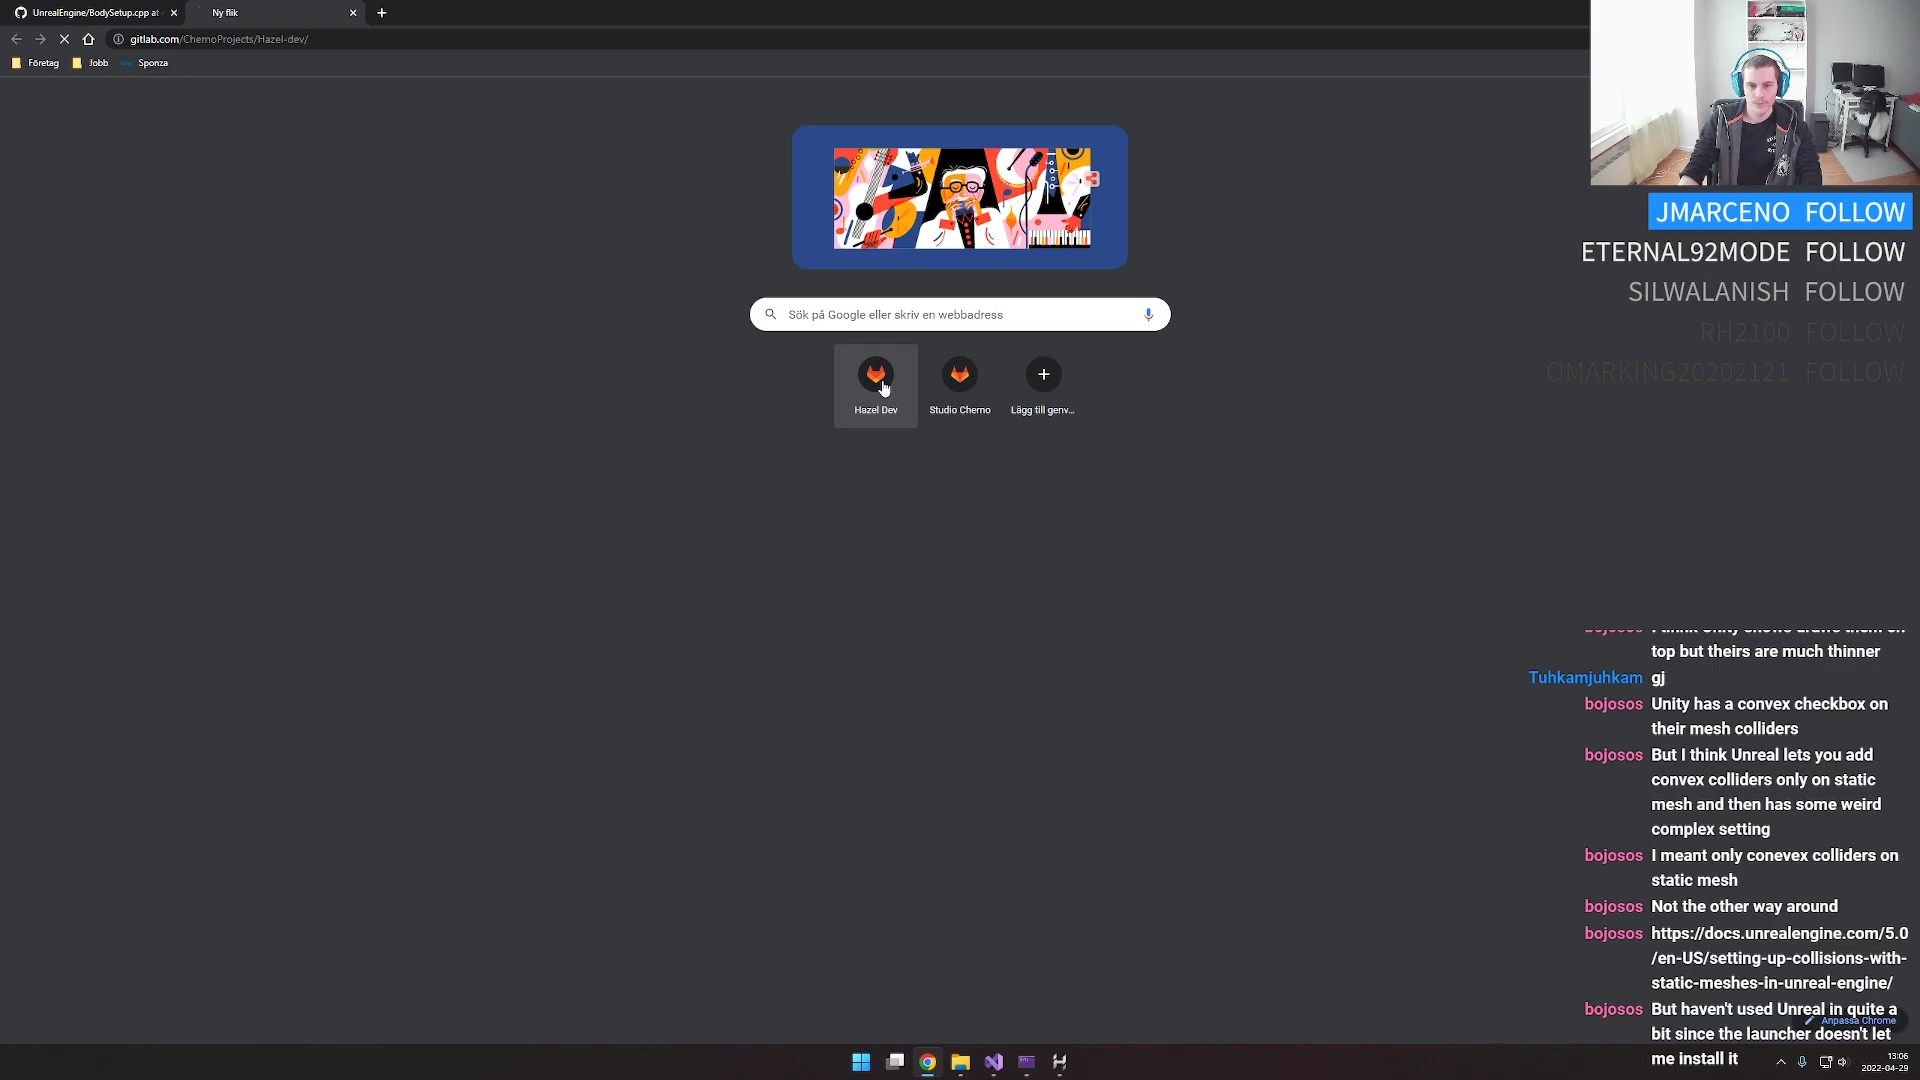 UnrealEngine/BodySetup.cpp at
Ny flik
gitlab.com/ChernoProjects/Hazel-dev/
Företag
Jobb
Sponza
Sök på Google eller skriv en webbadress
Hazel Dev
Studio Cherno
Lägg till genv...
JMARCENO FOLLOW
ETERNAL92MODE FOLLOW
SILWALANISH FOLLOW
RH2100 FOLLOW
OMARKING20202121 FOLLOW
top but theirs are much thinner
Tuhkamjuhkam gj
bojosos Unity has a convex checkbox on
their mesh colliders
bojosos But I think Unreal lets you add
convex colliders only on static
mesh and then has some weird
complex setting
bojosos I meant only conevex colliders on
static mesh
bojosos Not the other way around
bojosos https://docs.unrealengine.com/5.0
/en-US/setting-up-collisions-with-
static-meshes-in-unreal-engine/
bojosos But haven't used Unreal in quite a
Anpassa Chrome
bit since the launcher doesn't let
me install it
13:06
2022-04-29